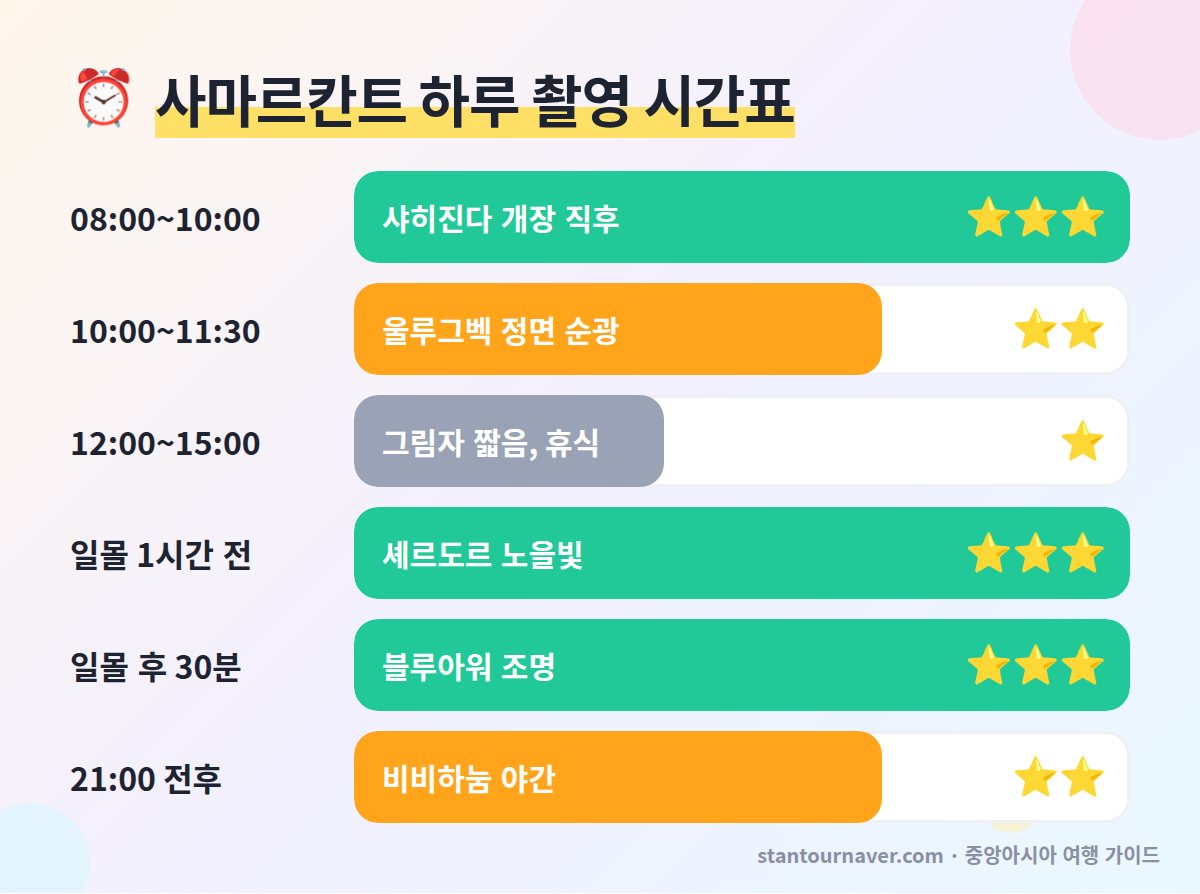 사마르칸트 하루 촬영 시간표
08:00~10:00 샤히진다 개장 직후
10:00~11:30 울루그벡 정면 순광
12:00~15:00 그림자 짧음, 휴식
일몰 1시간 전 셰르도르 노을빛
일몰 후 30분 블루아워 조명
21:00 전후 비비하눔 야간
stantournaver.com · 중앙아시아 여행 가이드